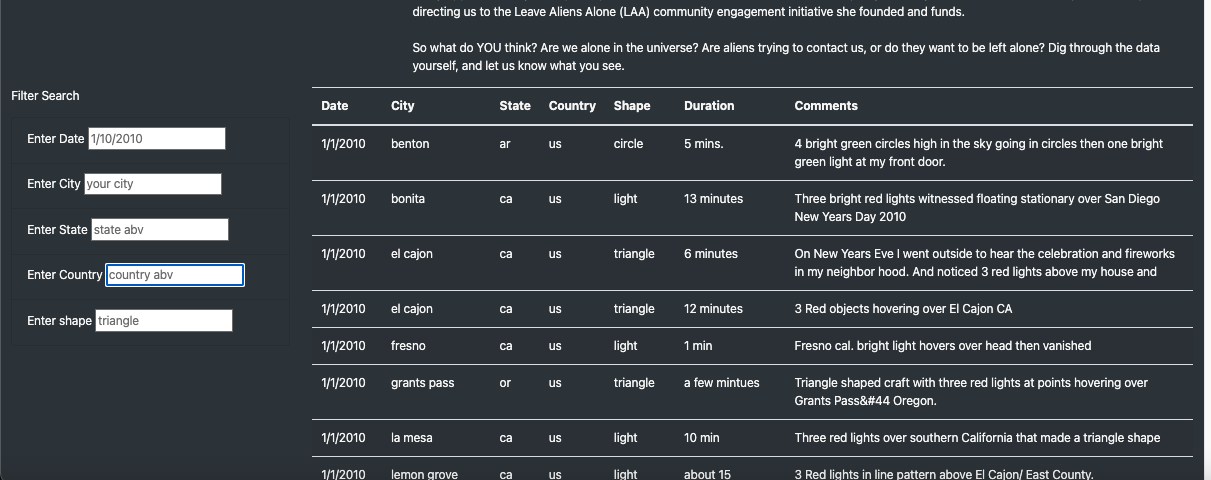 directing us to the Leave Aliens Alone (LAA) community engagement initiative she founded and funds.
So what do YOU think? Are we alone in the universe? Are aliens trying to contact us, or do they want to be left alone? Dig through the data
yourself, and let us know what you see.
Filter Search
Enter Date 1/10/2010
Enter City your city
Enter State state abv
Enter Country country abv
Enter shape triangle
Date City State Country Shape Duration Comments
1/1/2010 benton ar us circle 5 mins. 4 bright green circles high in the sky going in circles then one bright
green light at my front door.
1/1/2010 bonita ca us light 13 minutes Three bright red lights witnessed floating stationary over San Diego
New Years Day 2010
1/1/2010 el cajon ca us triangle 6 minutes On New Years Eve I went outside to hear the celebration and fireworks
in my neighbor hood. And noticed 3 red lights above my house and
1/1/2010 el cajon ca us triangle 12 minutes 3 Red objects hovering over El Cajon CA
1/1/2010 fresno ca us light 1 min Fresno cal. bright light hovers over head then vanished
1/1/2010 grants pass or us triangle a few mintues Triangle shaped craft with three red lights at points hovering over
Grants Pass&#44 Oregon.
1/1/2010 la mesa ca us light 10 min Three red lights over southern California that made a triangle shape
1/1/2010 lemon grove ca us light about 15 3 Red lights in line pattern above El Cajon/ East County.